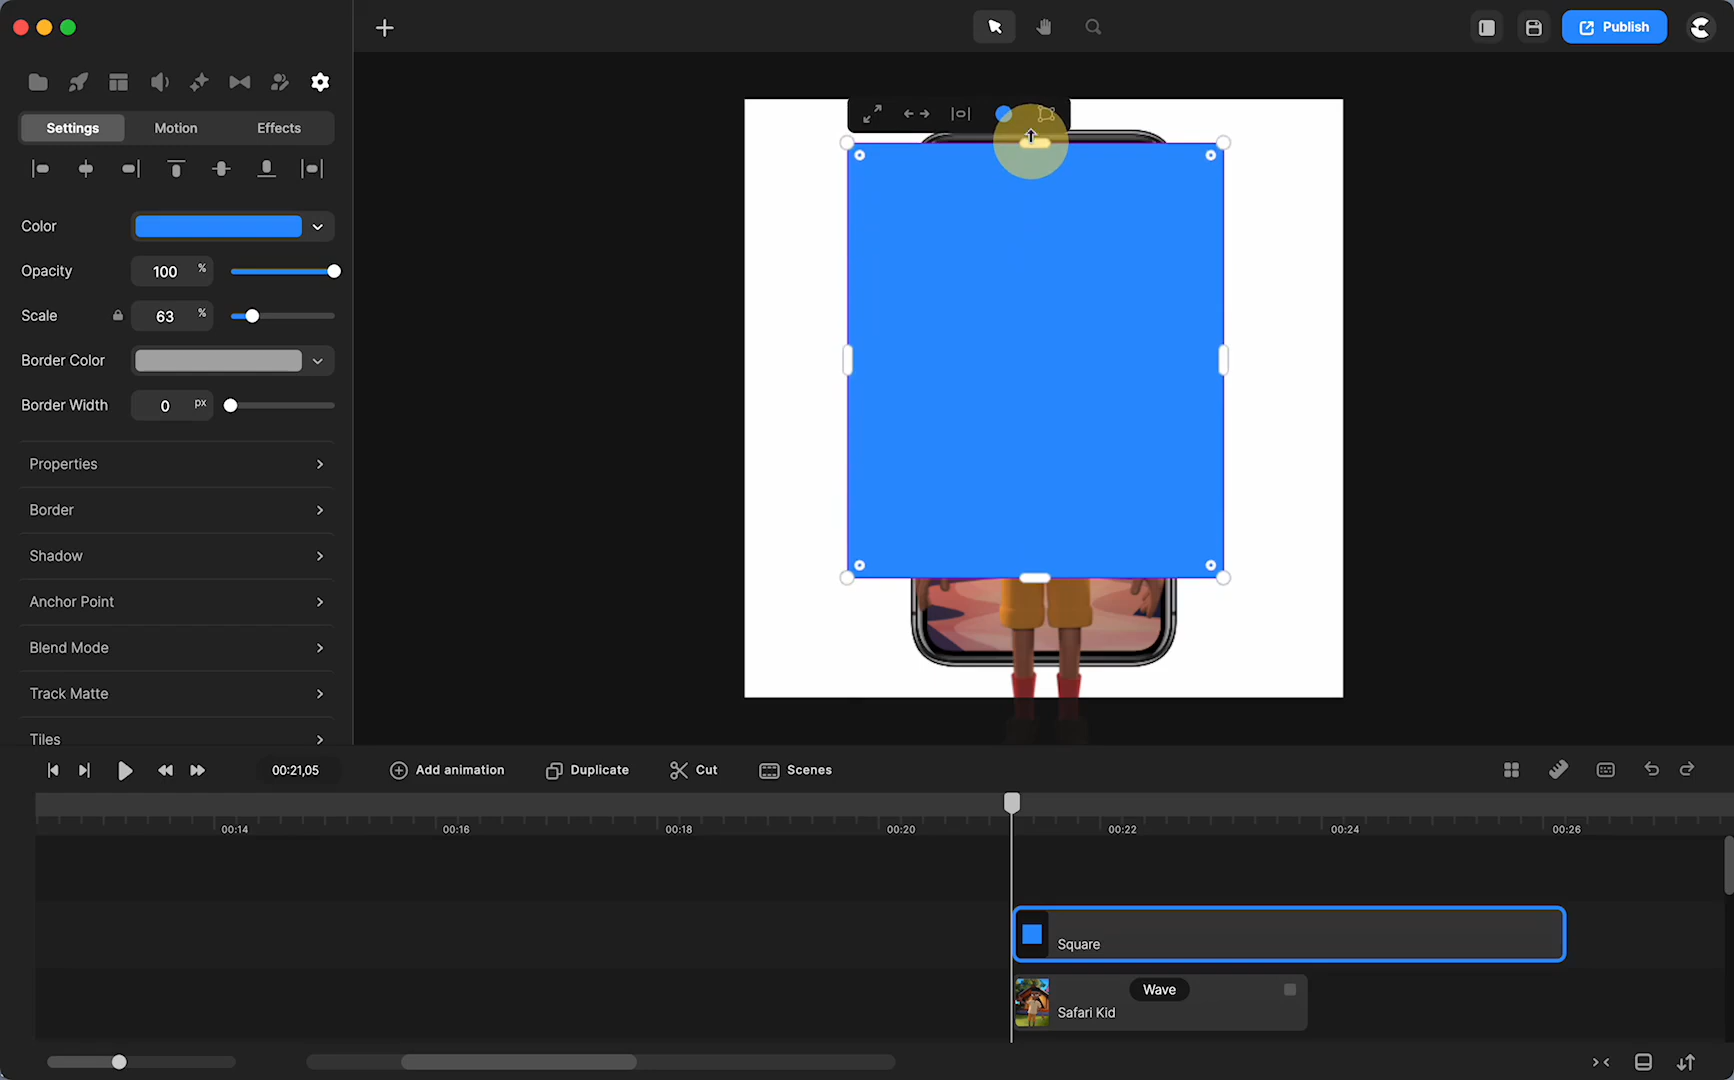 Publish
Settings
Motion
Effects
Color
Opacity
100 %
Scale
63 %
Border Color
Border Width
0 px
Properties
Border
Shadow
Anchor Point
Blend Mode
Track Matte
Tiles
00:21,05
Add animation
Duplicate
Cut
Scenes
00:14
00:16
00:18
00:20
00:22
00:24
00:26
Square
Wave
Safari Kid